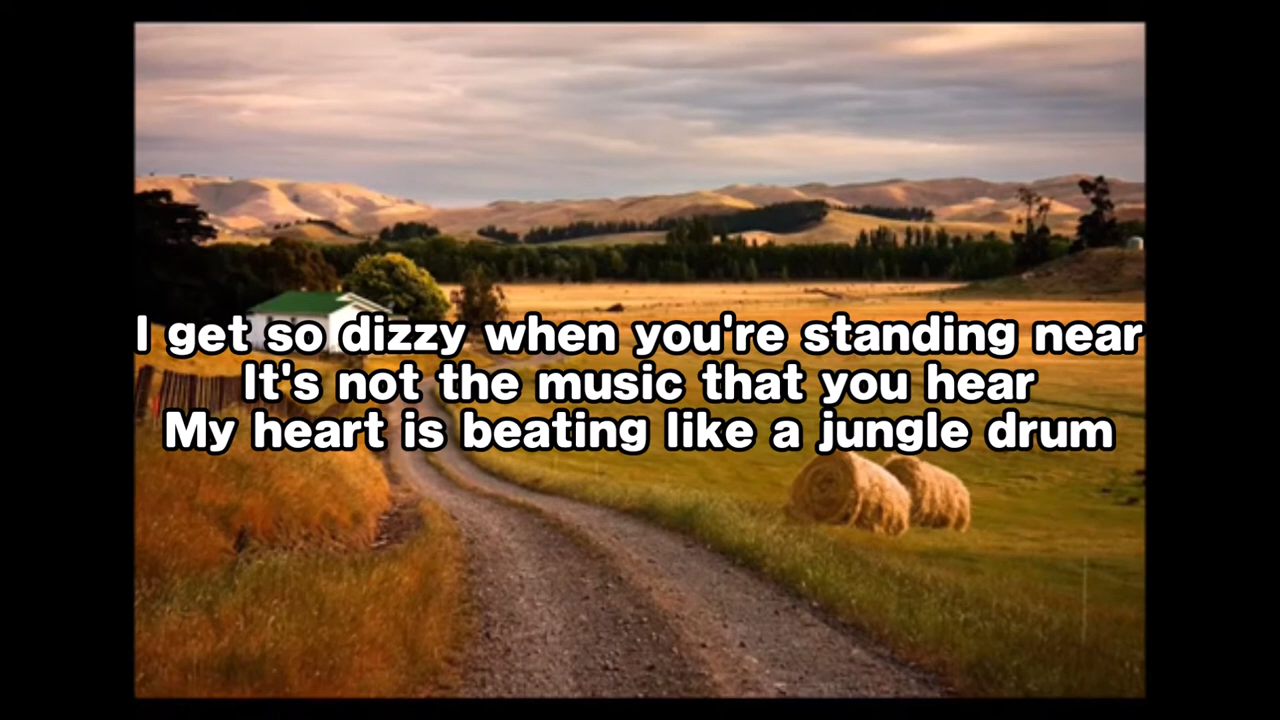 I get so dizzy when you're standing near
It's not the music that you hear
My heart is beating like a jungle drum